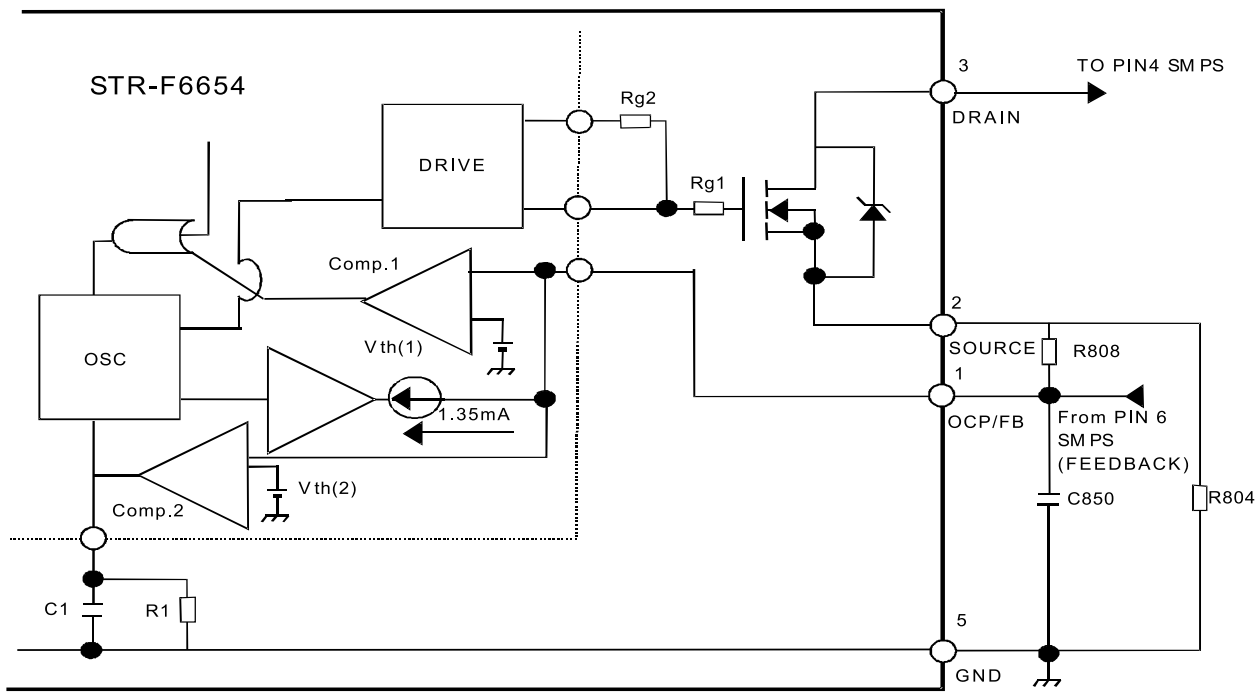 STR-F6654
3
TO PIN4 SMPS
DRAIN
Rg2
DRIVE
Rg1
Comp.1
Vth(1)
2
SOURCE
R808
OSC
1
OCP/FB
1.35mA
From PIN 6
SMPS
(FEEDBACK)
Vth(2)
Comp.2
C850
R804
C1
R1
5
GND